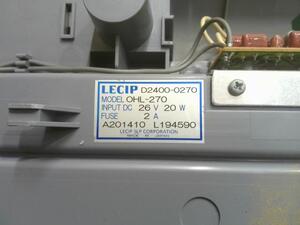 LECIP D2400-0270
MODEL OHL-270
INPUT DC 26 V 20 W
FUSE 2 A
A201410 L194590
LECIP SLP CORPORATION
MADE IN JAPAN